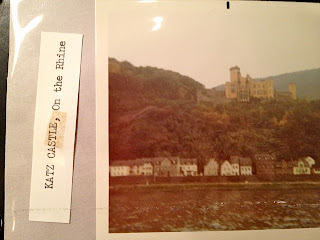 KATZ CASTLE, On the Rhine